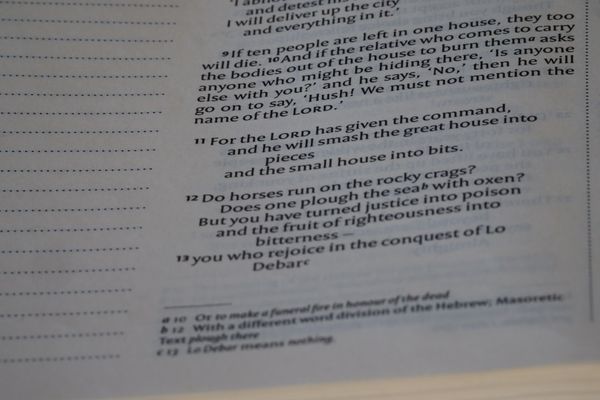 'I abhor
and detest his
I will deliver up the city
and everything in it.'
9 If ten people are left in one house, they too
will die. 10 And if the relative who comes to carry
the bodies out of the house to burn them a asks
anyone who might be hiding there, 'Is anyone
else with you?' and he says, 'No,' then he will
go on to say, 'Hush! We must not mention the
name of the LORD.'
11 For the LORD has given the command,
and he will smash the great house into
pieces
and the small house into bits.
12 Do horses run on the rocky crags?
Does one plough the sea b with oxen?
But you have turned justice into poison
and the fruit of righteousness into
bitterness –
13 you who rejoice in the conquest of Lo
Debar c
a 10 Or to make a funeral fire in honour of the dead
b 12 With a different word division of the Hebrew; Masoretic
Text plough there
c 13 Lo Debar means nothing.